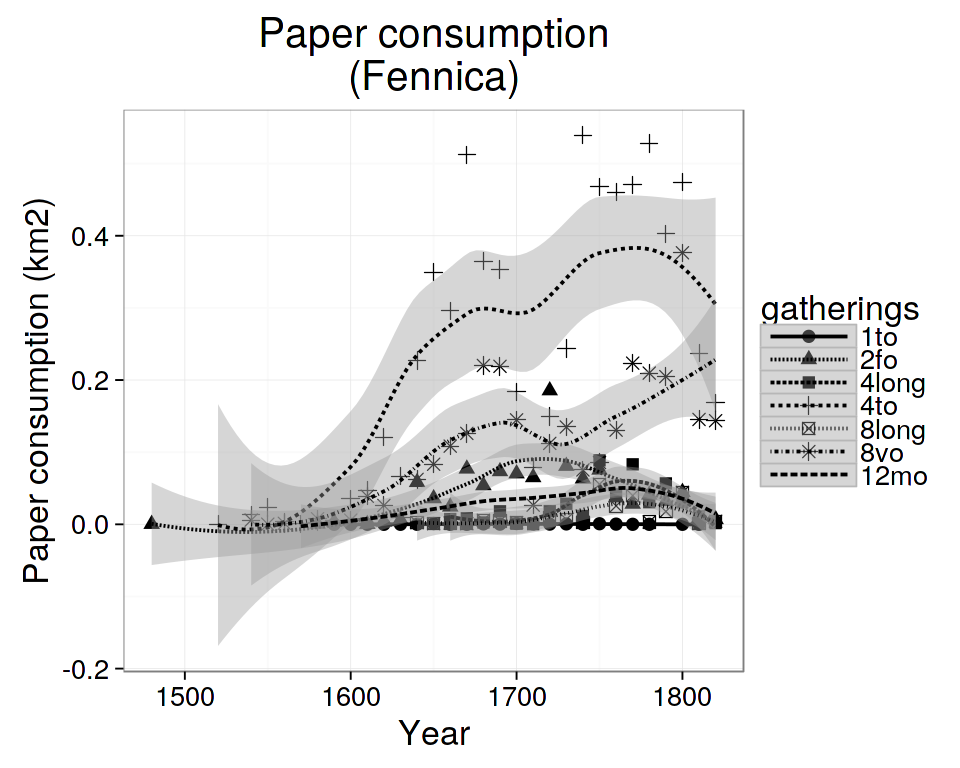 Paper consumption
(Fennica)
Paper consumption (km2)
0.4
0.2
0.0
-0.2
1500
1600
1700
1800
Year
gatherings
1to
2fo
4long
4to
8long
8vo
12mo